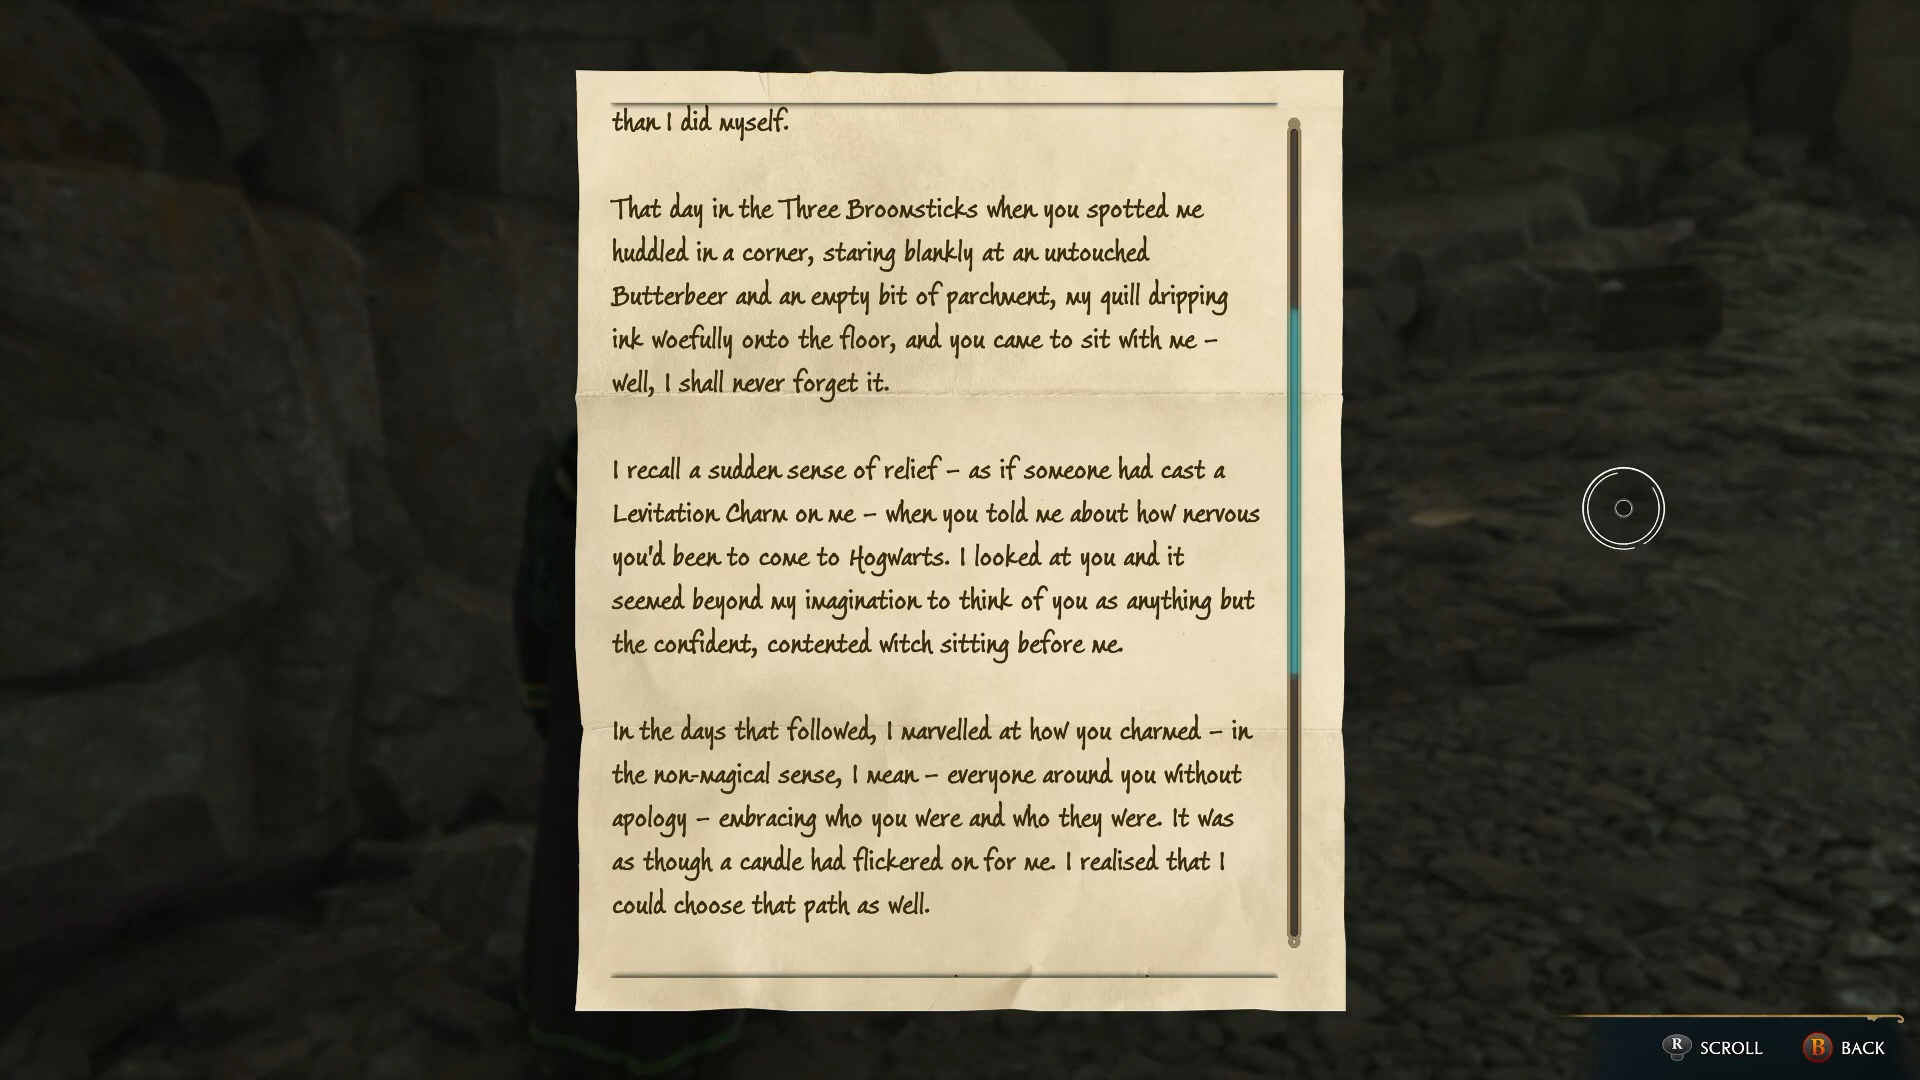 than I did myself.
That day in the Three Broomsticks when you spotted me
huddled in a corner, staring blankly at an untouched
Butterbeer and an empty bit of parchment, my quill dripping
ink woefully onto the floor, and you came to sit with me –
well, I shall never forget it.
I recall a sudden sense of relief – as if someone had cast a
Levitation Charm on me – when you told me about how nervous
you'd been to come to Hogwarts. I looked at you and it
seemed beyond my imagination to think of you as anything but
the confident, contented witch sitting before me.
In the days that followed, I marvelled at how you charmed – in
the non-magical sense, I mean – everyone around you without
apology – embracing who you were and who they were. It was
as though a candle had flickered on for me. I realised that I
could choose that path as well.
R SCROLL B BACK